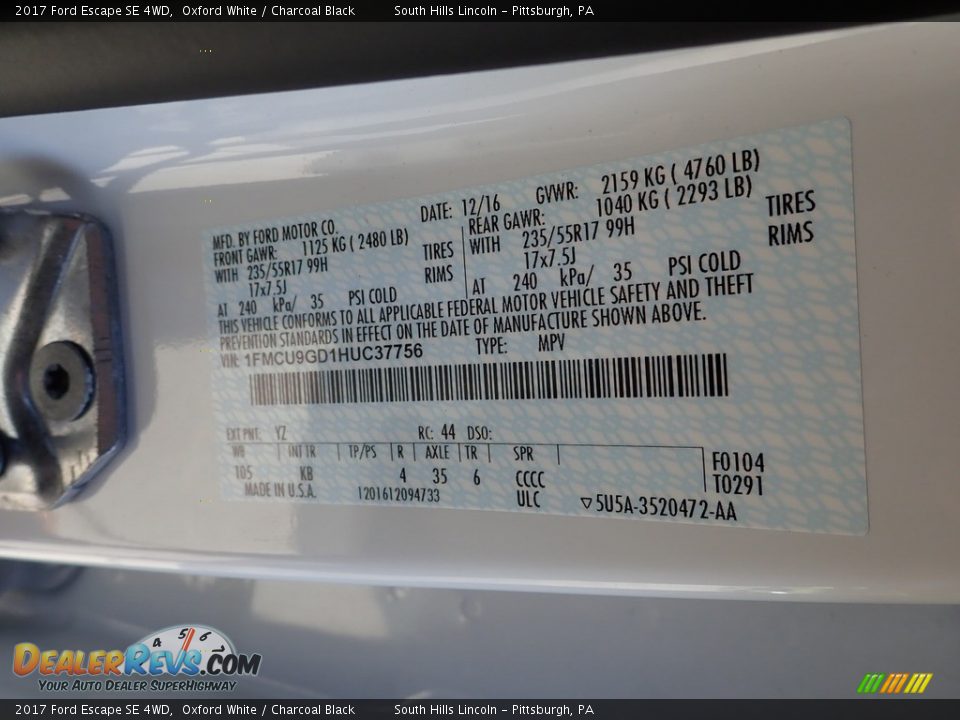 2017 Ford Escape SE 4WD, Oxford White / Charcoal Black South Hills Lincoln - Pittsburgh, PA
MFD. BY FORD MOTOR CO. DATE: 12/16 GVWR: 2159 KG ( 4760 LB)
FRONT GAWR: 1125 KG ( 2480 LB) REAR GAWR: 1040 KG ( 2293 LB)
WITH 235/55R17 99H TIRES WITH 235/55R17 99H TIRES
17x7.5J RIMS 17x7.5J RIMS
AT 240 kPa/ 35 PSI COLD AT 240 kPa/ 35 PSI COLD
THIS VEHICLE CONFORMS TO ALL APPLICABLE FEDERAL MOTOR VEHICLE SAFETY AND THEFT
PREVENTION STANDARDS IN EFFECT ON THE DATE OF MANUFACTURE SHOWN ABOVE.
VIN: 1FMCU9GD1HUC37756 TYPE: MPV
EXT PNT: YZ RC: 44 DSO:
WB INT TR TP/PS R AXLE TR SPR
105 KB 4 35 6 CCCC
F0104
T0291
MADE IN U.S.A. 1201612094733 ULC ▽5U5A-3520472-AA
4 5 6
DEALERREVS.COM
YOUR AUTO DEALER SUPERHIGHWAY
2017 Ford Escape SE 4WD, Oxford White / Charcoal Black South Hills Lincoln - Pittsburgh, PA